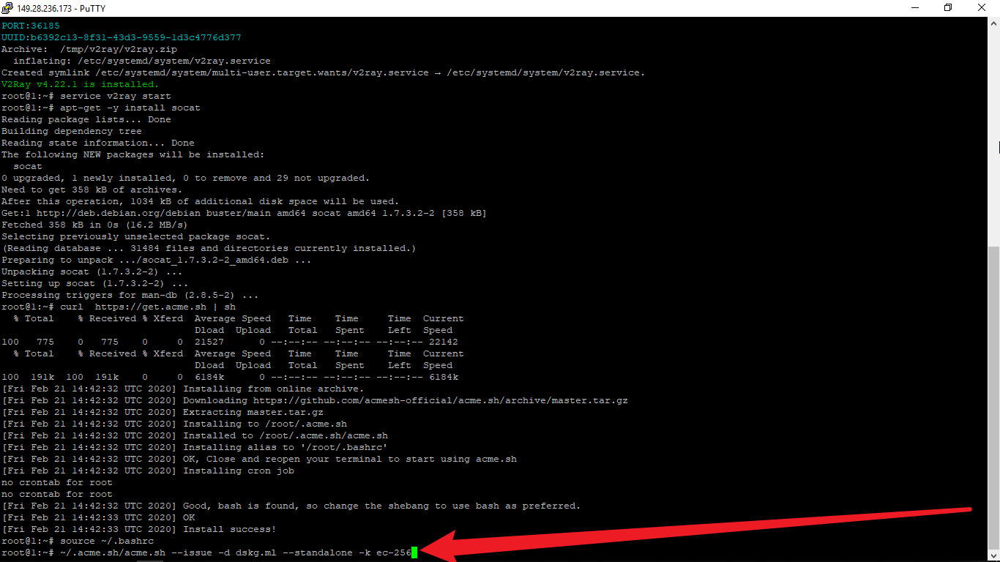 149.28.236.173 - PuTTY
PORT:36185
UUID:b6392c13-8f31-43d3-9559-1d3c4776d377
Archive:  /tmp/v2ray/v2ray.zip
  inflating: /etc/systemd/system/v2ray.service
Created symlink /etc/systemd/system/multi-user.target.wants/v2ray.service → /etc/systemd/system/v2ray.service.
V2Ray v4.22.1 is installed.
root@1:~# service v2ray start
root@1:~# apt-get -y install socat
Reading package lists... Done
Building dependency tree
Reading state information... Done
The following NEW packages will be installed:
  socat
0 upgraded, 1 newly installed, 0 to remove and 29 not upgraded.
Need to get 358 kB of archives.
After this operation, 1034 kB of additional disk space will be used.
Get:1 http://deb.debian.org/debian buster/main amd64 socat amd64 1.7.3.2-2 [358 kB]
Fetched 358 kB in 0s (16.2 MB/s)
Selecting previously unselected package socat.
(Reading database ... 31484 files and directories currently installed.)
Preparing to unpack .../socat_1.7.3.2-2_amd64.deb ...
Unpacking socat (1.7.3.2-2) ...
Setting up socat (1.7.3.2-2) ...
Processing triggers for man-db (2.8.5-2) ...
root@1:~# curl  https://get.acme.sh | sh
  % Total    % Received % Xferd  Average Speed   Time    Time     Time  Current
                                 Dload  Upload   Total   Spent    Left  Speed
100   775    0   775    0     0  21527      0 --:--:-- --:--:-- --:--:-- 22142
  % Total    % Received % Xferd  Average Speed   Time    Time     Time  Current
                                 Dload  Upload   Total   Spent    Left  Speed
100  191k  100  191k    0     0  6184k      0 --:--:-- --:--:-- --:--:-- 6184k
[Fri Feb 21 14:42:32 UTC 2020] Installing from online archive.
[Fri Feb 21 14:42:32 UTC 2020] Downloading https://github.com/acmesh-official/acme.sh/archive/master.tar.gz
[Fri Feb 21 14:42:32 UTC 2020] Extracting master.tar.gz
[Fri Feb 21 14:42:32 UTC 2020] Installing to /root/.acme.sh
[Fri Feb 21 14:42:32 UTC 2020] Installed to /root/.acme.sh/acme.sh
[Fri Feb 21 14:42:32 UTC 2020] Installing alias to '/root/.bashrc'
[Fri Feb 21 14:42:32 UTC 2020] OK, Close and reopen your terminal to start using acme.sh
[Fri Feb 21 14:42:32 UTC 2020] Installing cron job
no crontab for root
no crontab for root
[Fri Feb 21 14:42:32 UTC 2020] Good, bash is found, so change the shebang to use bash as preferred.
[Fri Feb 21 14:42:33 UTC 2020] OK
[Fri Feb 21 14:42:33 UTC 2020] Install success!
root@1:~# source ~/.bashrc
root@1:~# ~/.acme.sh/acme.sh --issue -d dskg.ml --standalone -k ec-256